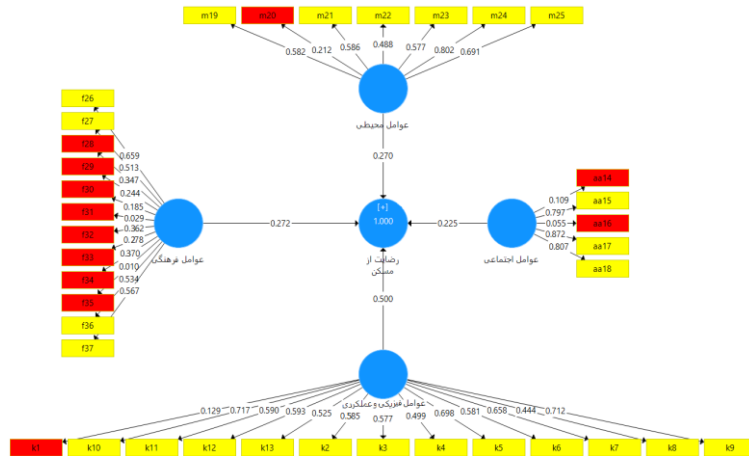 m19 m20 m21 m22 m23 m24 m25
0.582 0.212 0.586 0.488 0.577 0.802 0.691
عوامل محیطی
0.270
f26
f27
f28
f29
f30
f31
f32
f33
f34
f35
f36
f37
0.659
0.513
0.347
0.244
0.185
0.029
0.362
0.278
0.370
0.010
0.534
0.567
عوامل فرهنگی
0.272
[+]
1.000
رضایت از
مسکن
0.225
عوامل اجتماعی
0.109
0.797
0.055
0.872
0.807
aa14
aa15
aa16
aa17
aa18
0.500
عوامل فیزیکی و عملکردی
0.129 0.717 0.590 0.593 0.525 0.585 0.577 0.499 0.698 0.581 0.658 0.444 0.712
k1 k10 k11 k12 k13 k2 k3 k4 k5 k6 k7 k8 k9